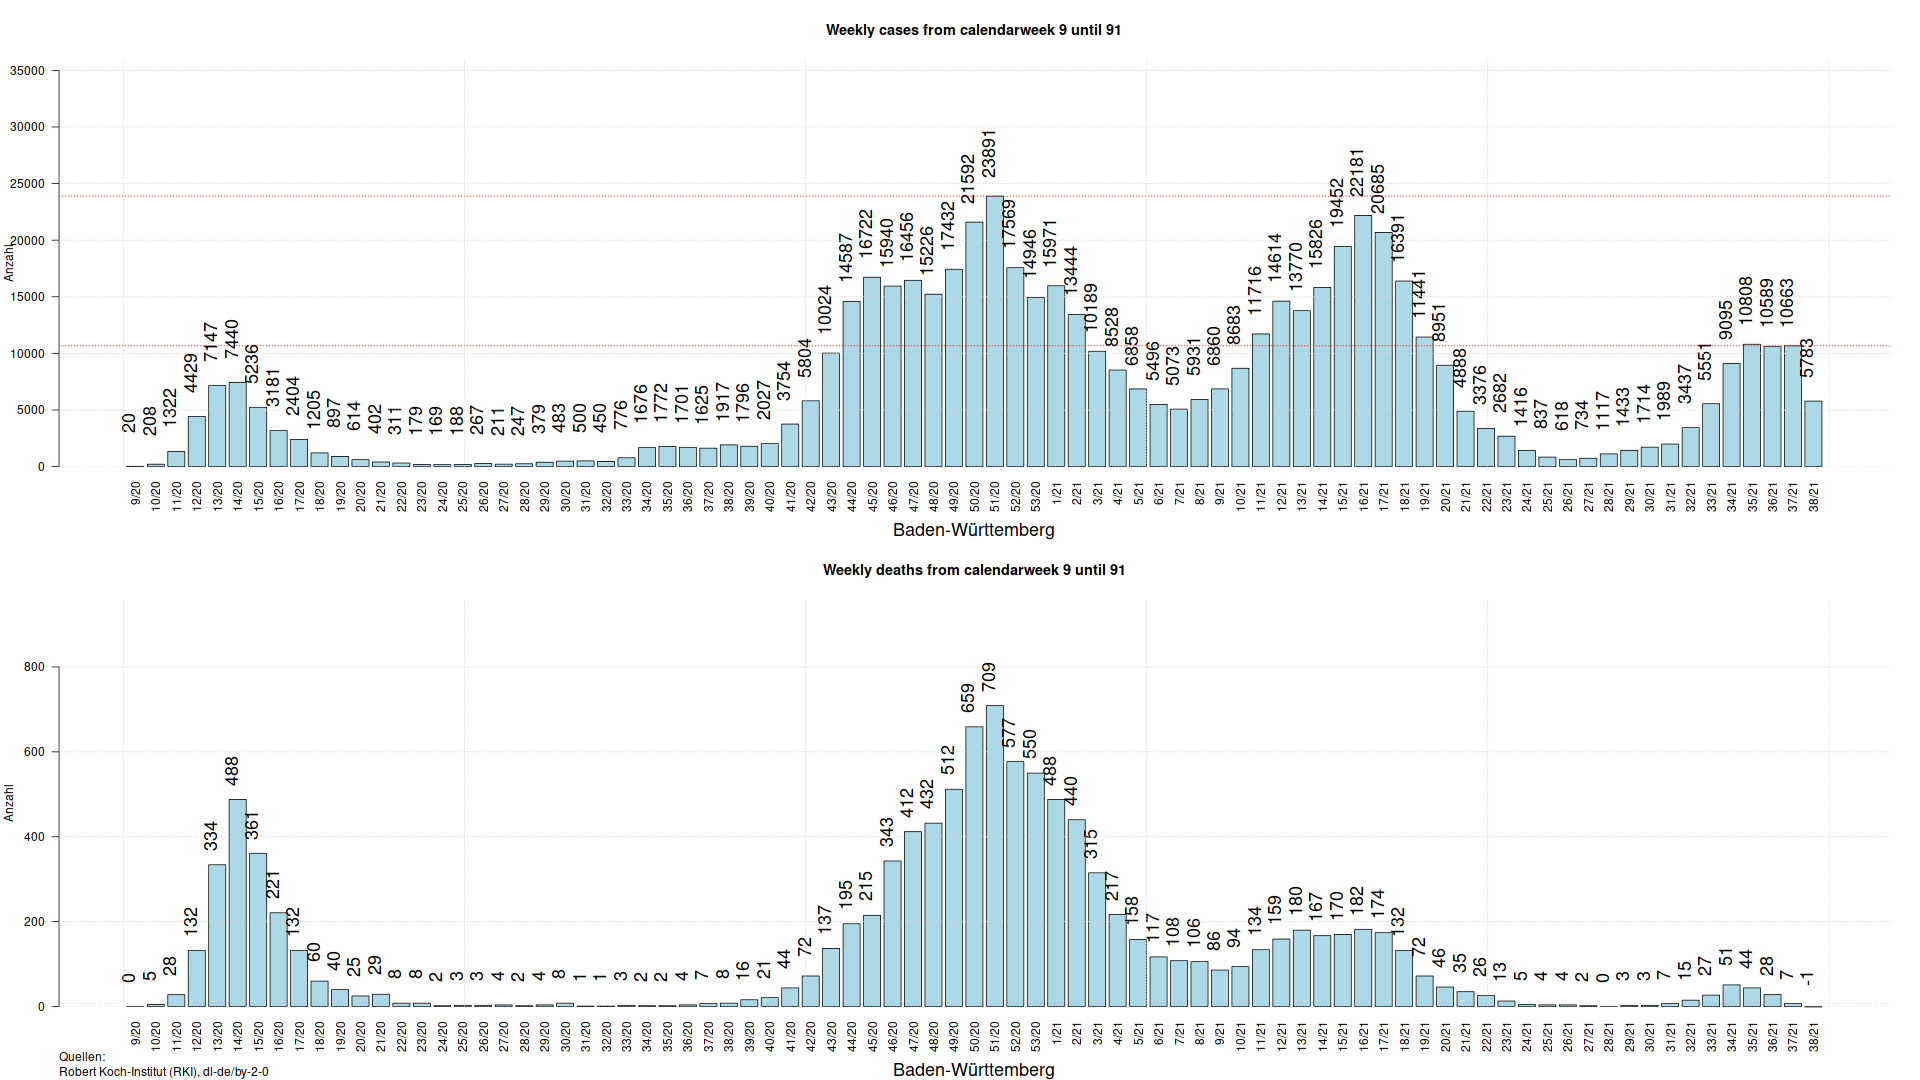 Weekly cases from calendarweek 9 until 91
35000
30000
25000
20000
15000
10000
5000
0
Anzahl
20 208 1322 4429 7147 7440 5236 3181 2404 1205 897 614 402 311 179 169 188 267 211 247 379 483 500 450 776 1676 1772 1701 1625 1917 1796 2027 3754 5804 10024 14587 16722 15940 16456 15226 17432 21592 23891 17569 14946 15971 13444 10189 8528 6858 5496 5073 5931 6860 8683 11716 14614 13770 15826 19452 22181 20685 16391 11441 8951 4888 3376 2682 1416 837 618 734 1117 1433 1714 1989 3437 5551 9095 10808 10589 10663 5783
9/20 10/20 11/20 12/20 13/20 14/20 15/20 16/20 17/20 18/20 19/20 20/20 21/20 22/20 23/20 24/20 25/20 26/20 27/20 28/20 29/20 30/20 31/20 32/20 33/20 34/20 35/20 36/20 37/20 38/20 39/20 40/20 41/20 42/20 43/20 44/20 45/20 46/20 47/20 48/20 49/20 50/20 51/20 52/20 53/20 1/21 2/21 3/21 4/21 5/21 6/21 7/21 8/21 9/21 10/21 11/21 12/21 13/21 14/21 15/21 16/21 17/21 18/21 19/21 20/21 21/21 22/21 23/21 24/21 25/21 26/21 27/21 28/21 29/21 30/21 31/21 32/21 33/21 34/21 35/21 36/21 37/21 38/21
Baden-Württemberg
Weekly deaths from calendarweek 9 until 91
800
600
400
200
0
Anzahl
0 5 28 132 334 488 361 221 132 60 40 25 29 8 8 2 3 3 4 2 4 8 1 1 3 2 2 4 7 8 16 21 44 72 137 195 215 343 412 432 512 659 709 577 550 488 440 315 217 158 117 108 106 86 94 134 159 180 167 170 182 174 132 72 46 35 26 13 5 4 4 2 0 3 3 7 15 27 51 44 28 7 -1
9/20 10/20 11/20 12/20 13/20 14/20 15/20 16/20 17/20 18/20 19/20 20/20 21/20 22/20 23/20 24/20 25/20 26/20 27/20 28/20 29/20 30/20 31/20 32/20 33/20 34/20 35/20 36/20 37/20 38/20 39/20 40/20 41/20 42/20 43/20 44/20 45/20 46/20 47/20 48/20 49/20 50/20 51/20 52/20 53/20 1/21 2/21 3/21 4/21 5/21 6/21 7/21 8/21 9/21 10/21 11/21 12/21 13/21 14/21 15/21 16/21 17/21 18/21 19/21 20/21 21/21 22/21 23/21 24/21 25/21 26/21 27/21 28/21 29/21 30/21 31/21 32/21 33/21 34/21 35/21 36/21 37/21 38/21
Baden-Württemberg
Quellen:
Robert Koch-Institut (RKI), dl-de/by-2-0